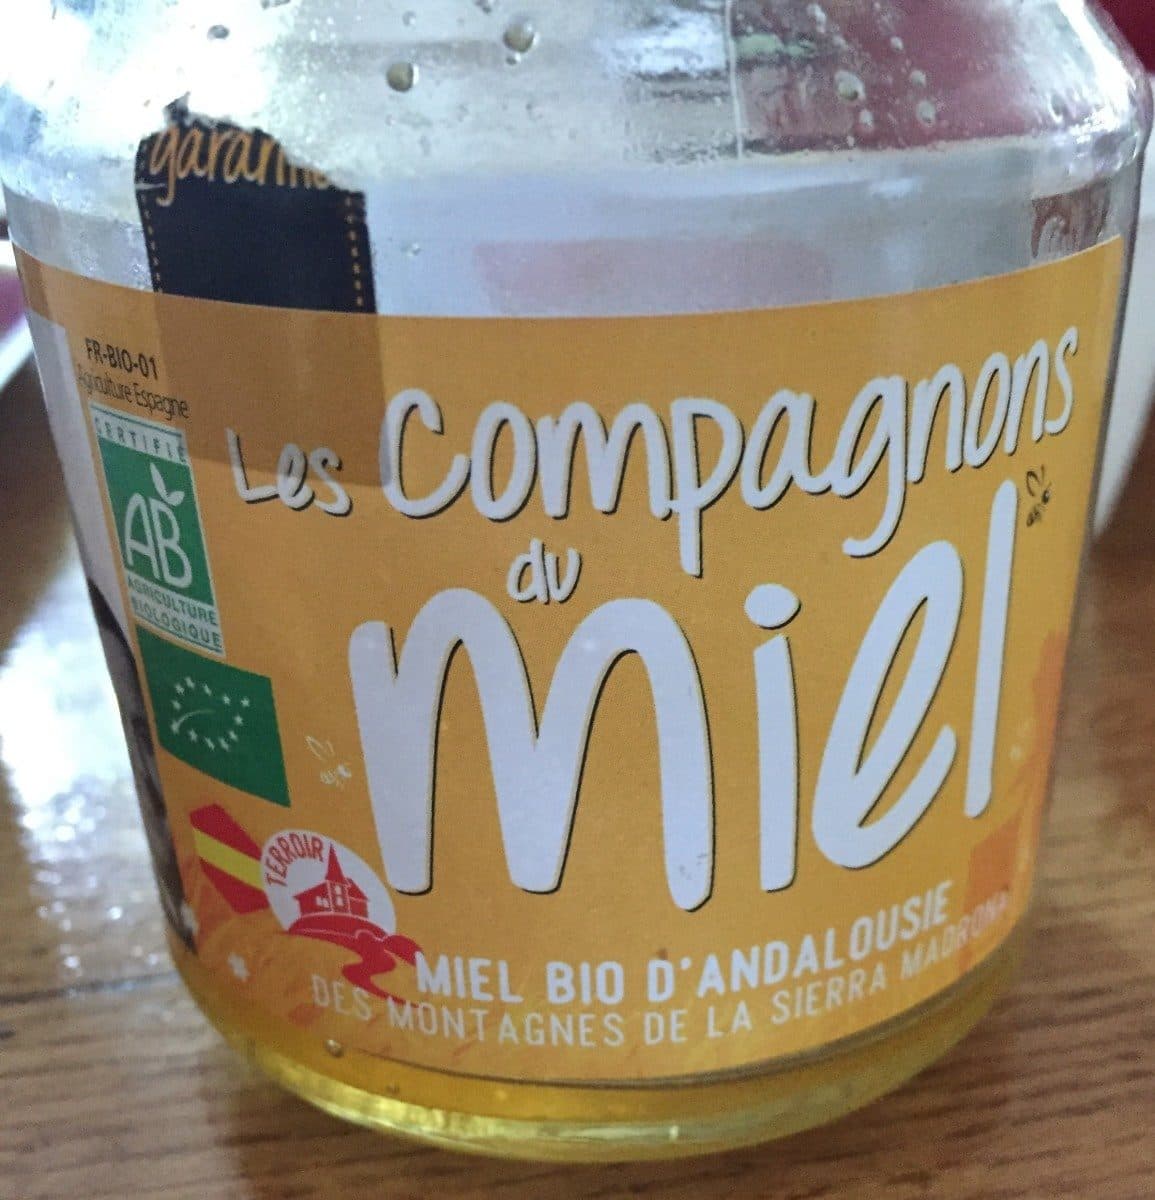 garantie
FR-BIO-01
Agriculture Espagne
CERTIFIÉ
AB
AGRICULTURE
BIOLOGIQUE
Les Compagnons
du
miel
TERROIR
MIEL BIO D'ANDALOUSIE
DES MONTAGNES DE LA SIERRA MADRONA